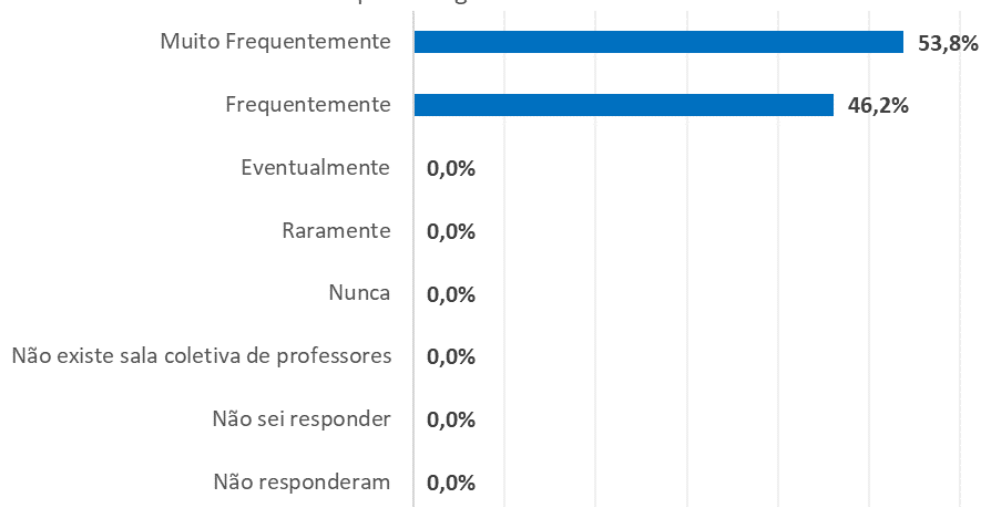 Muito Frequentemente 53,8%
Frequentemente 46,2%
Eventualmente 0,0%
Raramente 0,0%
Nunca 0,0%
Não existe sala coletiva de professores 0,0%
Não sei responder 0,0%
Não responderam 0,0%